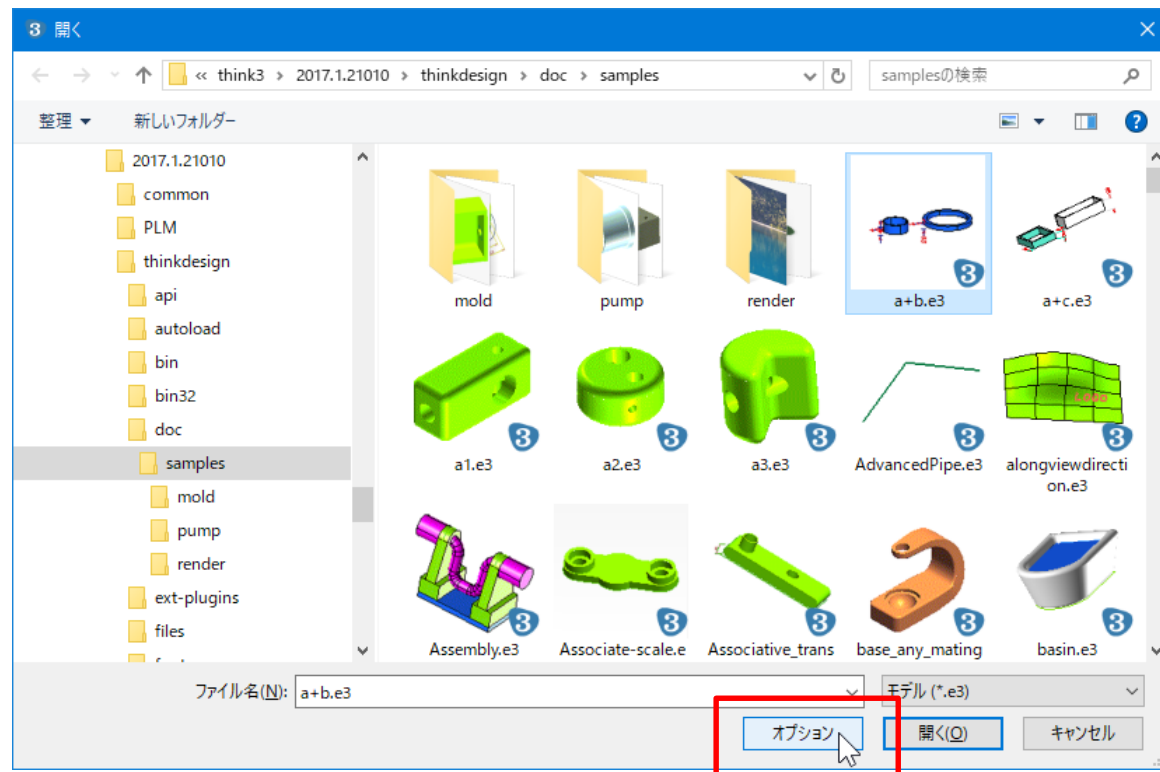 3 開く
« think3 › 2017.1.21010 › thinkdesign › doc › samples
samplesの検索
整理
新しいフォルダー
2017.1.21010
common
PLM
thinkdesign
api
autoload
bin
bin32
doc
samples
mold
pump
render
ext-plugins
files
mold
pump
render
a+b.e3
a+c.e3
a1.e3
a2.e3
a3.e3
AdvancedPipe.e3
alongviewdirecti
on.e3
Assembly.e3
Associate-scale.e
Associative_trans
base_any_mating
basin.e3
ファイル名(N):
a+b.e3
モデル (*.e3)
オプション
開く(O)
キャンセル